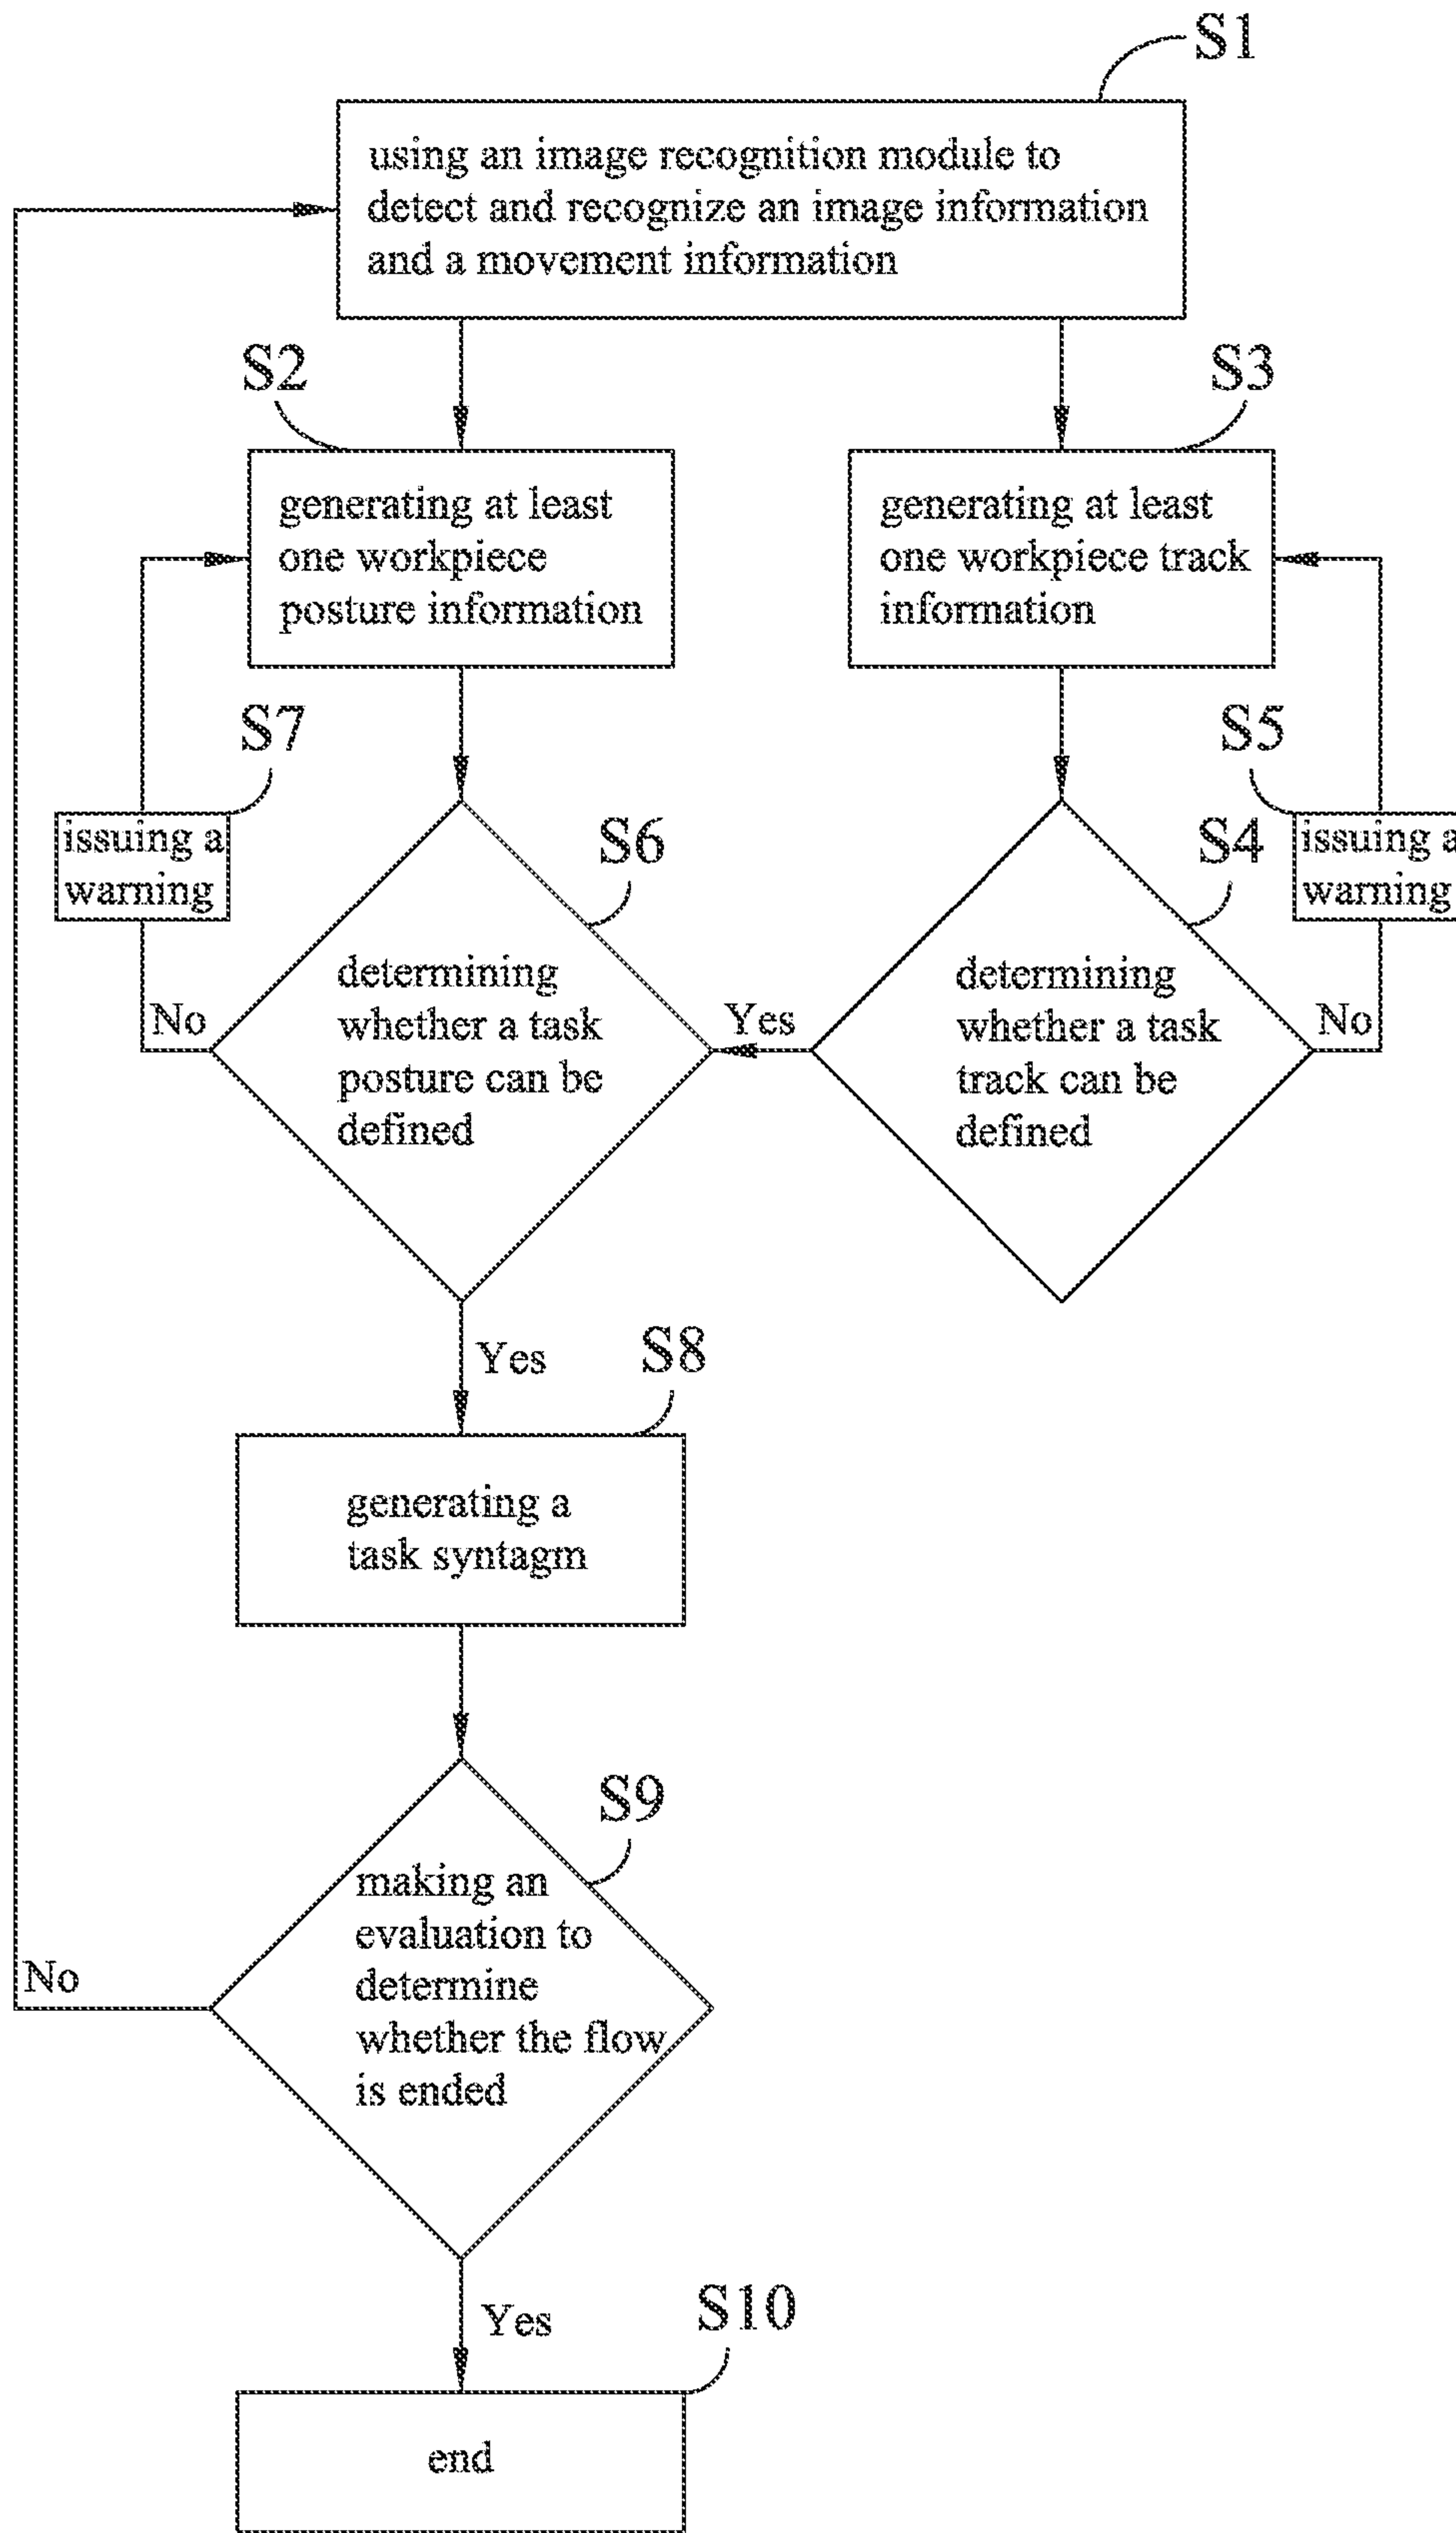 S1
using an image recognition module to
detect and recognize an image information
and a movement information
S2
generating at least
one workpiece
posture information
S3
generating at least
one workpiece track
information
S7
issuing a
warning
No
S6
determining
whether a task
posture can be
defined
Yes
S4
determining
whether a task
track can be
defined
S5
issuing a
warning
No
Yes
S8
generating a
task syntagm
S9
making an
evaluation to
determine
whether the flow
is ended
No
Yes
S10
end